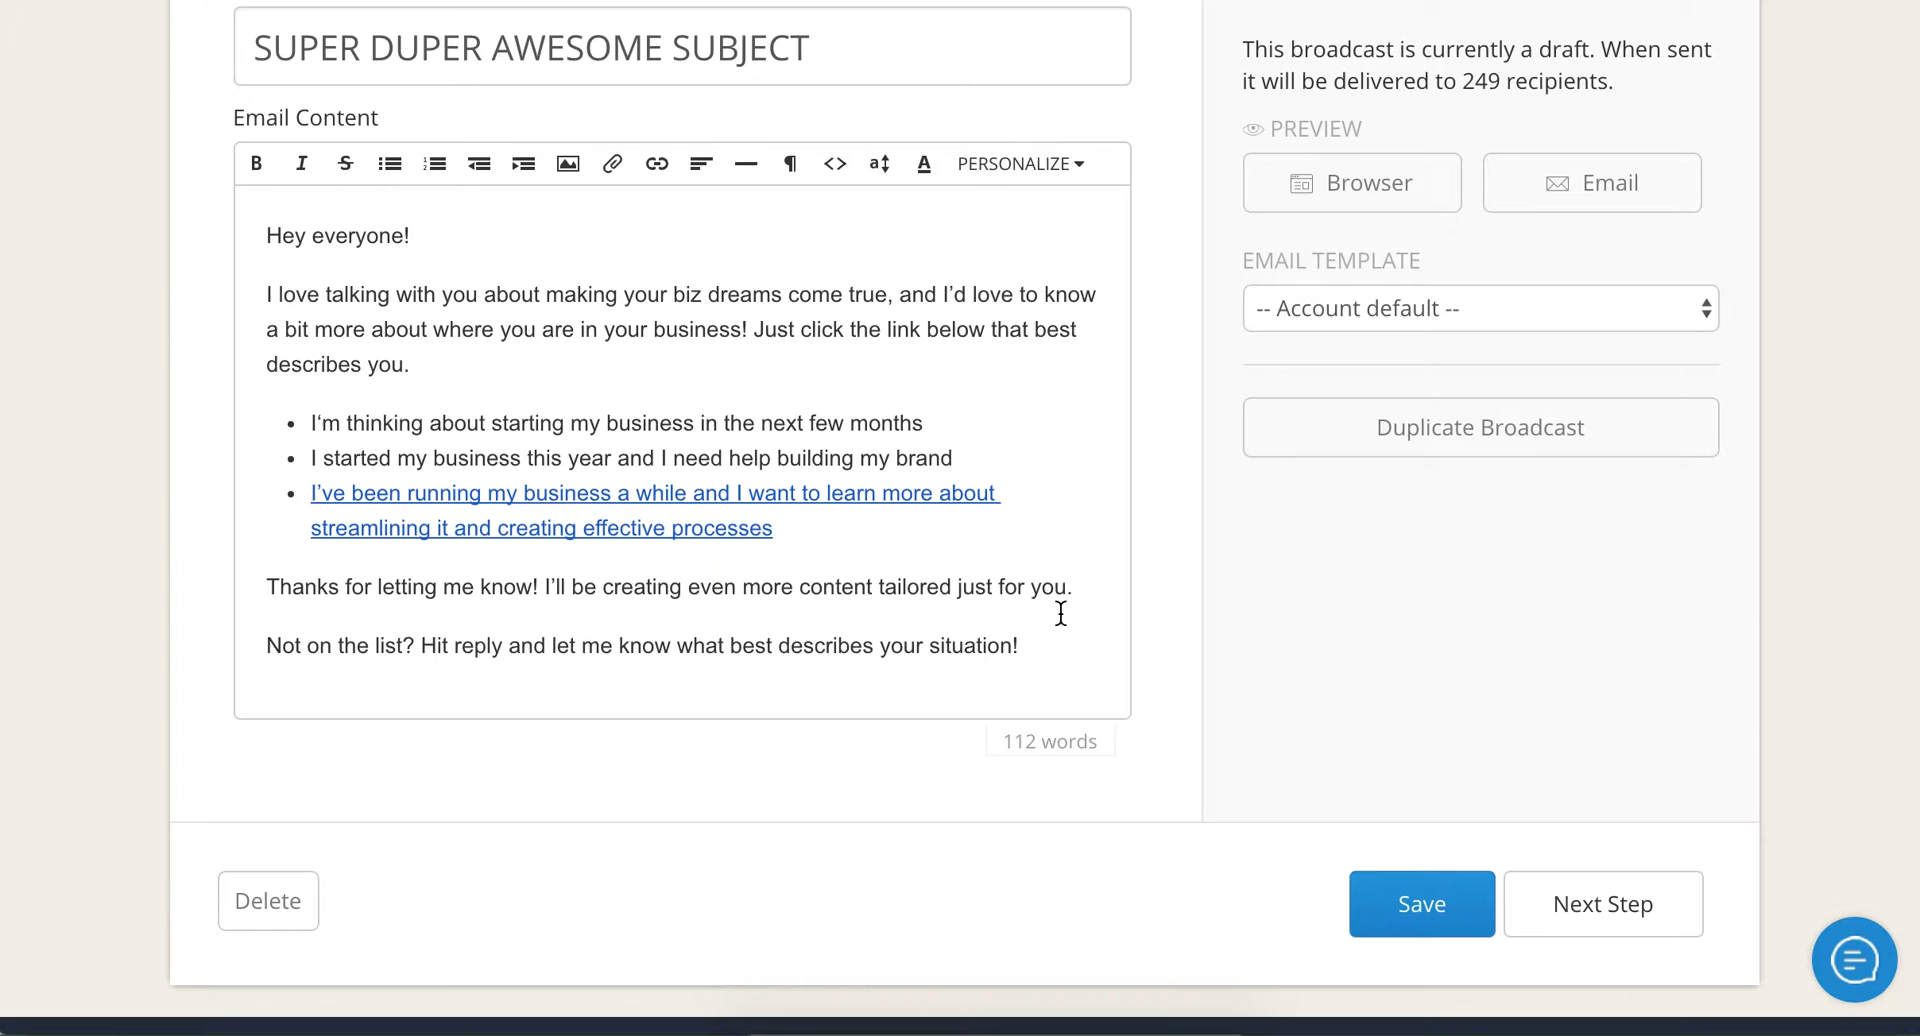 SUPER DUPER AWESOME SUBJECT
Email Content
B I S PERSONALIZE
Hey everyone!
I love talking with you about making your biz dreams come true, and I’d love to know
a bit more about where you are in your business! Just click the link below that best
describes you.
• I‘m thinking about starting my business in the next few months
• I started my business this year and I need help building my brand
• I’ve been running my business a while and I want to learn more about
streamlining it and creating effective processes
Thanks for letting me know! I’ll be creating even more content tailored just for you.
Not on the list? Hit reply and let me know what best describes your situation!
112 words
This broadcast is currently a draft. When sent
it will be delivered to 249 recipients.
PREVIEW
Browser
Email
EMAIL TEMPLATE
-- Account default --
Duplicate Broadcast
Delete
Save
Next Step